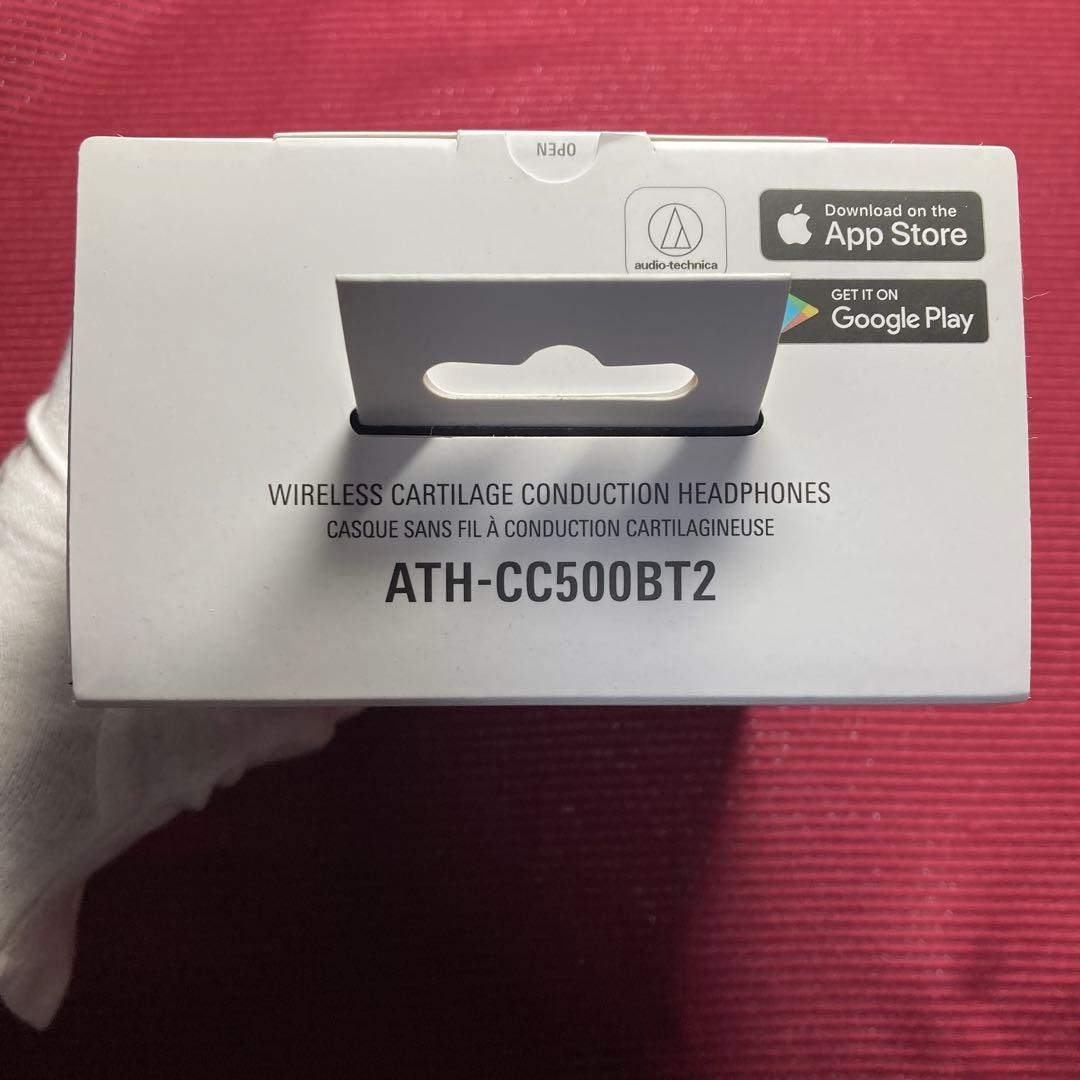 OPEN
audio-technica
Download on the
App Store
GET IT ON
Google Play
WIRELESS CARTILAGE CONDUCTION HEADPHONES
CASQUE SANS FIL À CONDUCTION CARTILAGINEUSE
ATH-CC500BT2